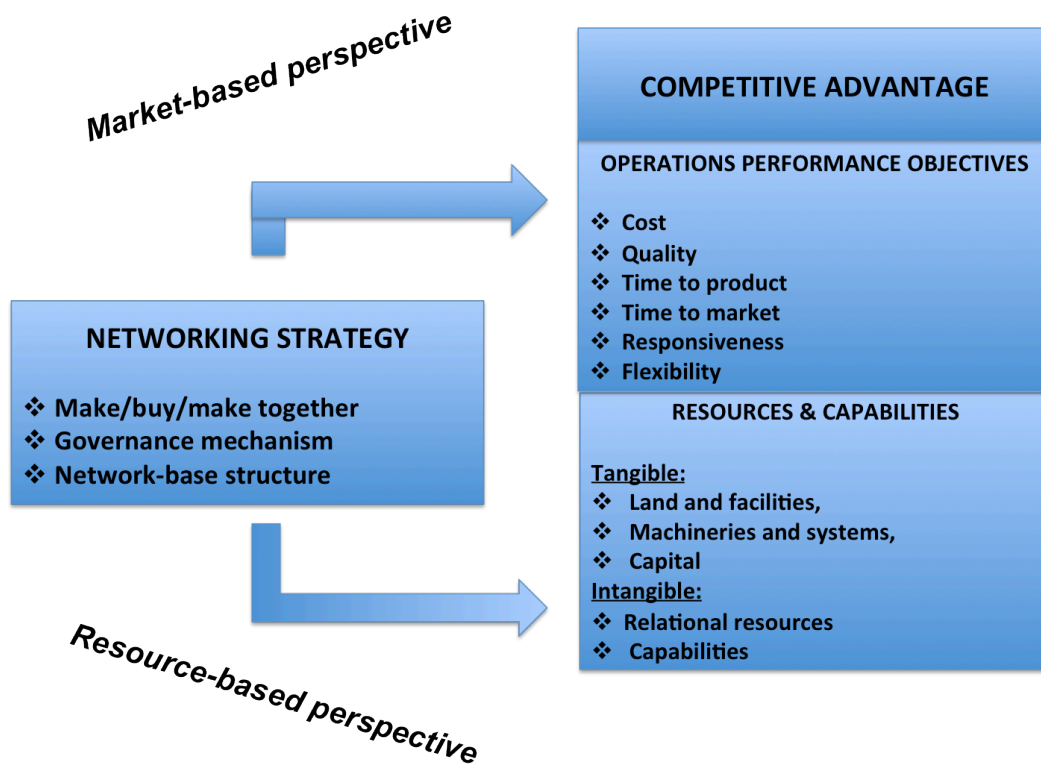 Market-based perspective
NETWORKING STRATEGY
❖ Make/buy/make together
❖ Governance mechanism
❖ Network-base structure
Resource-based perspective
COMPETITIVE ADVANTAGE
OPERATIONS PERFORMANCE OBJECTIVES
❖ Cost
❖ Quality
❖ Time to product
❖ Time to market
❖ Responsiveness
❖ Flexibility
RESOURCES & CAPABILITIES
Tangible:
❖ Land and facilities,
❖ Machineries and systems,
❖ Capital
Intangible:
❖ Relational resources
❖ Capabilities